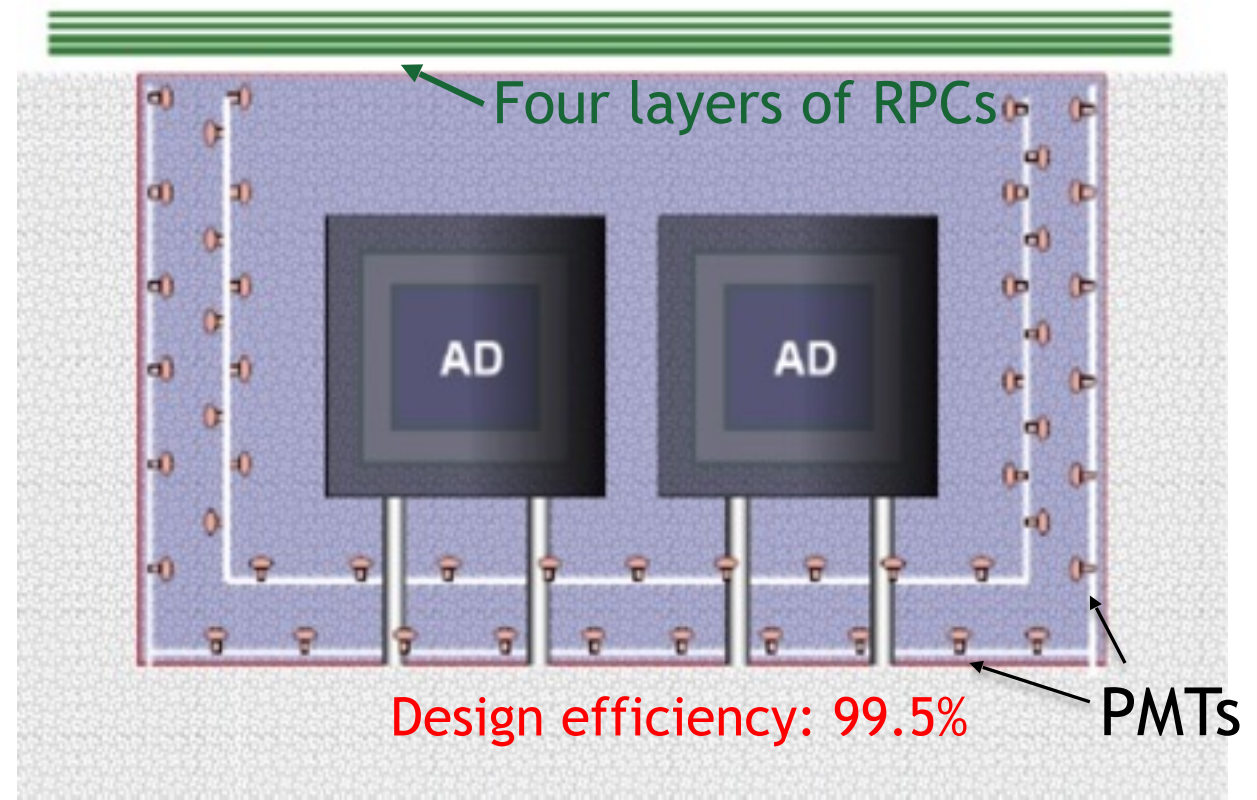 Four layers of RPCs
AD
AD
Design efficiency: 99.5%
PMTs